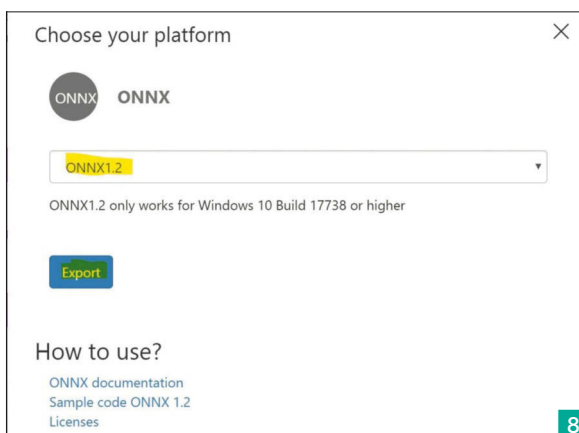 Choose your platform
ONNX ONNX
ONNX1.2
ONNX1.2 only works for Windows 10 Build 17738 or higher
Export
How to use?
ONNX documentation
Sample code ONNX 1.2
Licenses
8